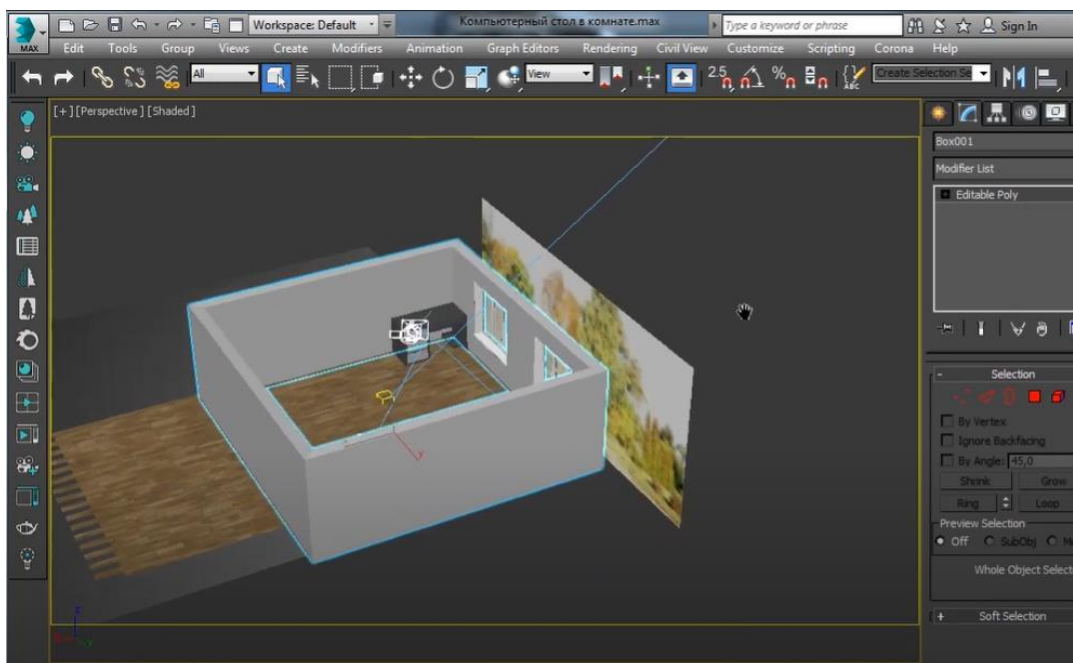 Workspace: Default
Компьютерный стол в комнате.max
Type a keyword or phrase
Sign In
MAX
Edit Tools Group Views Create Modifiers Animation Graph Editors Rendering Civil View Customize Scripting Corona Help
All
View
2.5
%
ABC
Create Selection Se
[+] [Perspective ] [Shaded ]
Box001
Modifier List
Editable Poly
- Selection
By Vertex
Ignore Backfacing
By Angle: 45,0
Shrink Grow
Ring Loop
Preview Selection
Off SubObj M
Whole Object Select
+ Soft Selection
y
z